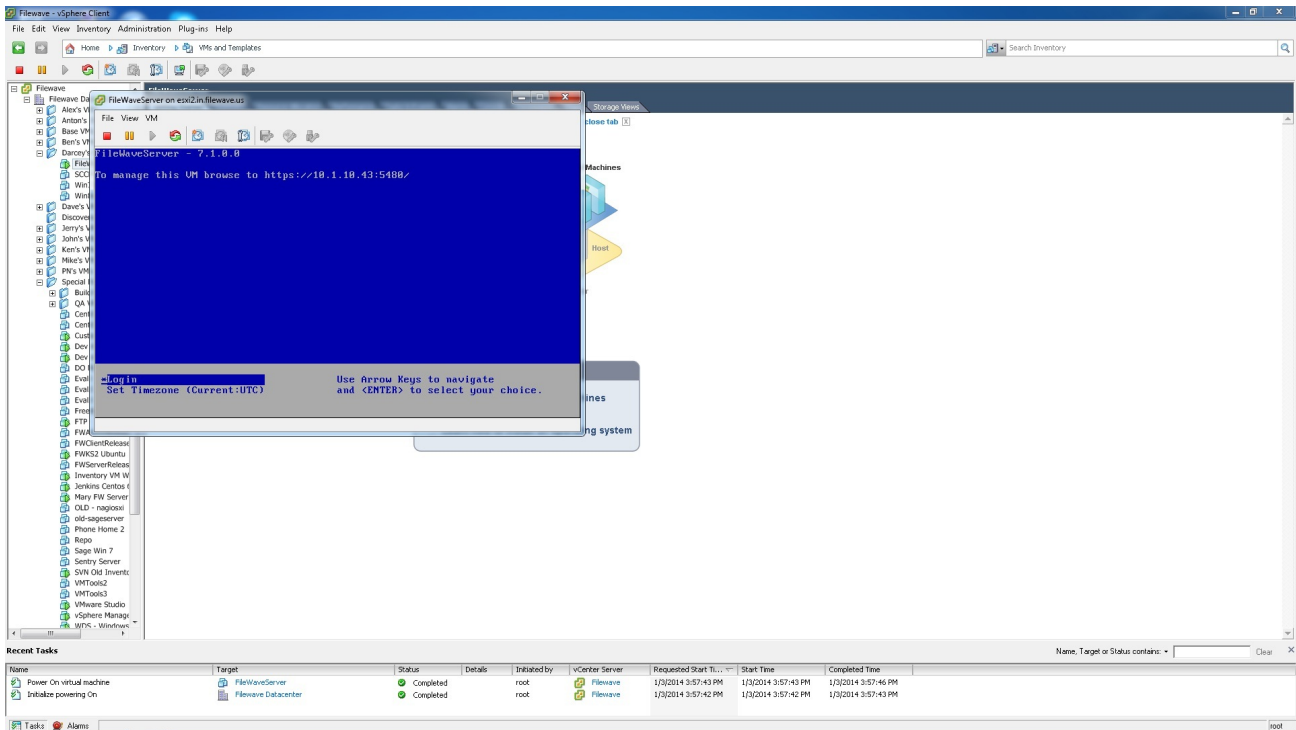 Filewave - vSphere Client
File Edit View Inventory Administration Plug-ins Help
Home Inventory VMs and Templates
Search Inventory
Filewave
Filewave Da
Alex's V
Anton's
Base VM
Ben's V
Darcey's
File
SCC
Win
Win
Dave's V
Discove
Jerry's V
John's V
Ken's VM
Mike's V
PN's VM
Special
Build
QA V
Cent
Cent
Cust
Dev
Dev
DO
Eval
Eval
Eval
Free
FTP
FWA
FWClientRelease
FWKS2 Ubuntu
FWServerReleas
Inventory VM W
Jenkins Centos
Mary FW Server
OLD - nagiosxi
old-sageserver
Phone Home 2
Repo
Sage Win 7
Sentry Server
SVN Old Invento
VMTools2
VMTools3
VMware Studio
vSphere Manage
WDS - Windows
FileWaveServer on esxi2.in.filewave.us
File View VM
FileWaveServer - 7.1.0.0
To manage this VM browse to https://10.1.10.43:5480/
Login
Set Timezone (Current:UTC)
Use Arrow Keys to navigate
and <ENTER> to select your choice.
Storage Views
close tab
Machines
Host
ines
ng system
Recent Tasks
Name, Target or Status contains:
Clear
Name Target Status Details Initiated by vCenter Server Requested Start Ti... Start Time Completed Time
Power On virtual machine FileWaveServer Completed root Filewave 1/3/2014 3:57:43 PM 1/3/2014 3:57:43 PM 1/3/2014 3:57:46 PM
Initialize powering On Filewave Datacenter Completed root Filewave 1/3/2014 3:57:42 PM 1/3/2014 3:57:42 PM 1/3/2014 3:57:43 PM
Tasks Alarms
root